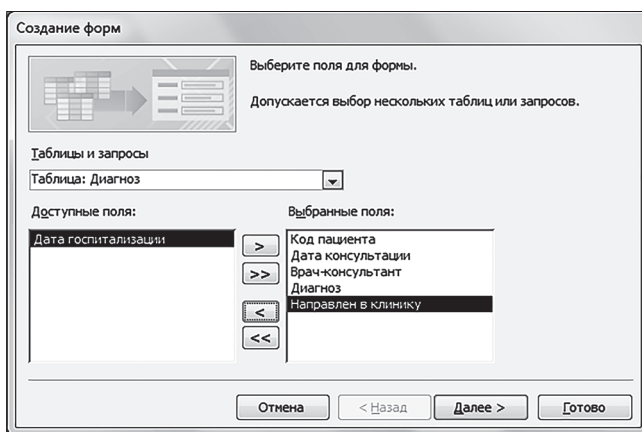 Создание форм
Выберите поля для формы.
Допускается выбор нескольких таблиц или запросов.
Таблицы и запросы
Таблица: Диагноз
Доступные поля:
Выбранные поля:
Дата госпитализации
>
>>
<
<<
Код пациента
Дата консультации
Врач-консультант
Диагноз
Направлен в клинику
Отмена
< Назад
Далее >
Готово